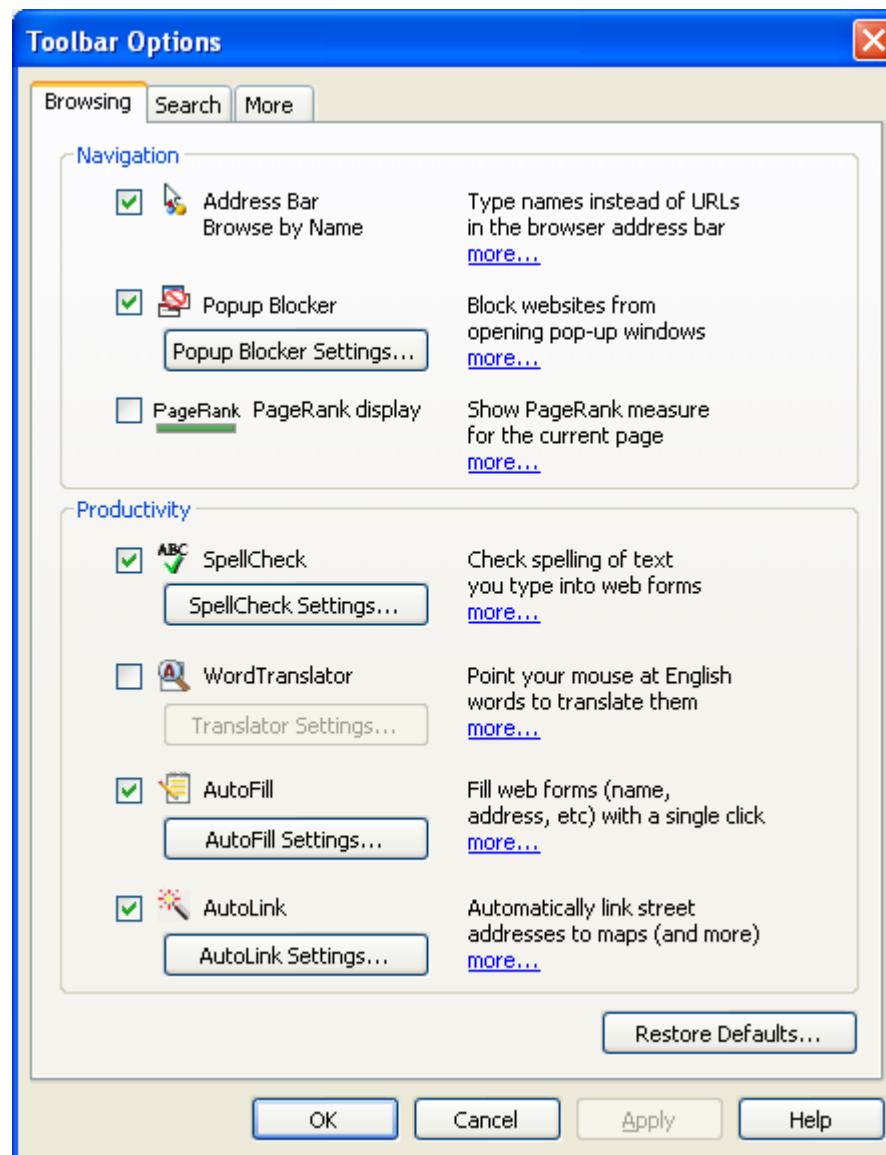 Toolbar Options
Browsing Search More
Navigation
Address Bar
Browse by Name
Type names instead of URLs
in the browser address bar
more...
Popup Blocker
Popup Blocker Settings...
Block websites from
opening pop-up windows
more...
PageRank PageRank display
Show PageRank measure
for the current page
more...
Productivity
ABC SpellCheck
SpellCheck Settings...
Check spelling of text
you type into web forms
more...
A WordTranslator
Translator Settings...
Point your mouse at English
words to translate them
more...
AutoFill
AutoFill Settings...
Fill web forms (name,
address, etc) with a single click
more...
AutoLink
AutoLink Settings...
Automatically link street
addresses to maps (and more)
more...
Restore Defaults...
OK Cancel Apply Help